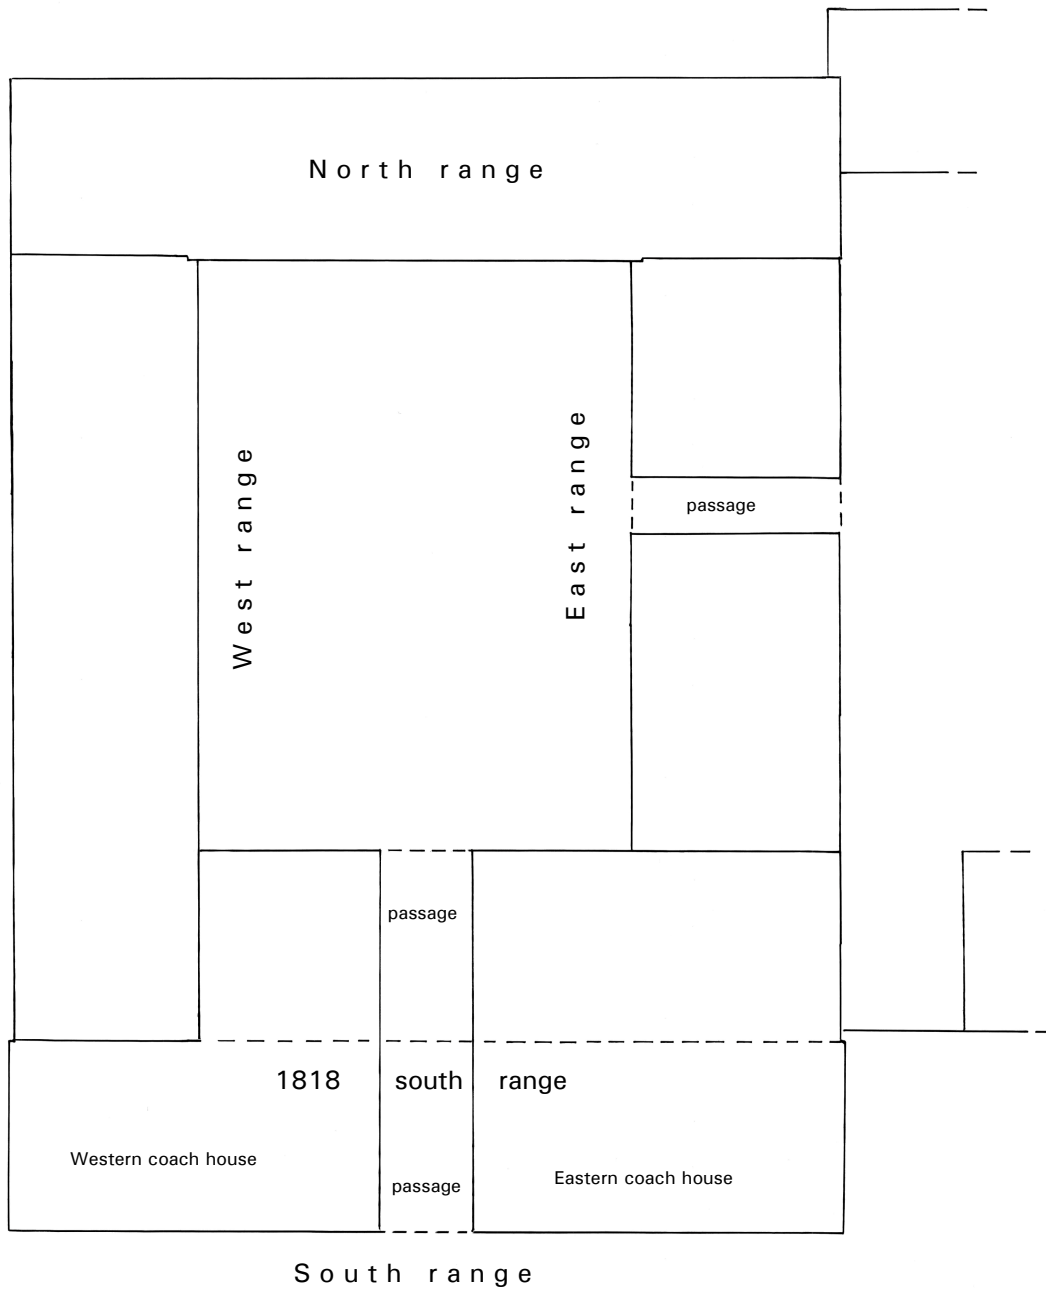 North range
West range
East range
passage
passage
1818 south range
Western coach house
passage
Eastern coach house
South range